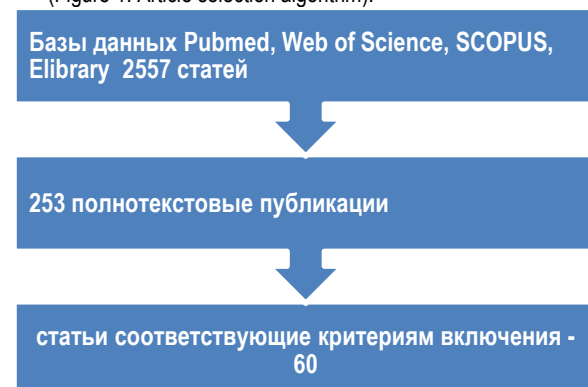 (Figure 1. Article selection algorithm).
Базы данных Pubmed, Web of Science, SCOPUS,
Elibrary 2557 статей
253 полнотекстовые публикации
статьи соответствующие критериям включения -
60